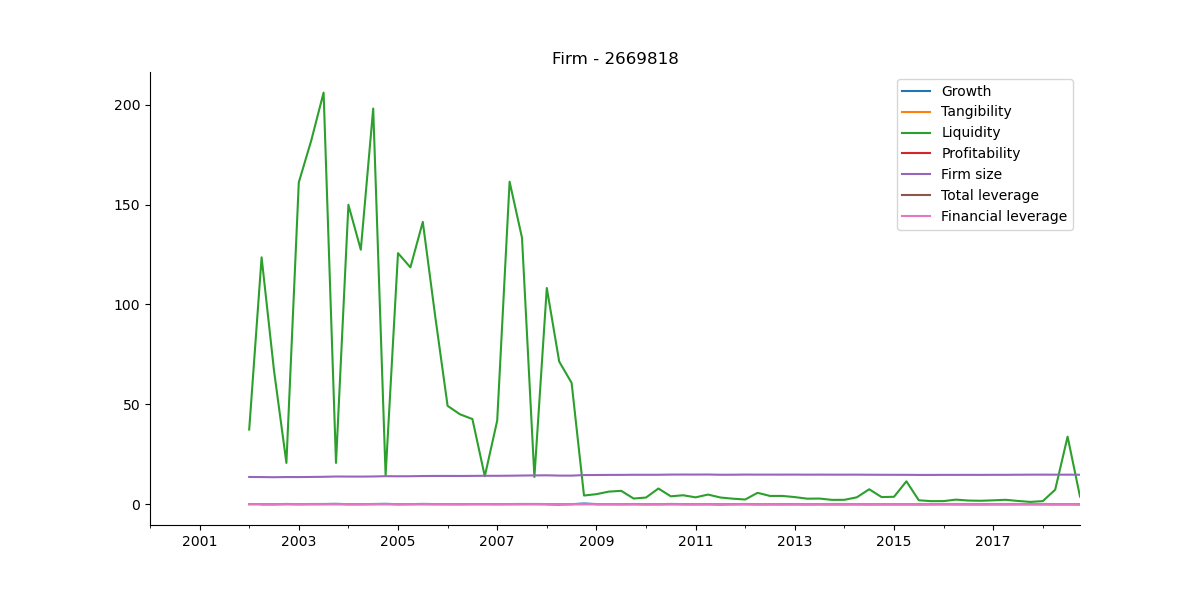 Firm - 2669818
Growth
Tangibility
Liquidity
Profitability
Firm size
Total leverage
Financial leverage
200
150
100
50
0
2001 2003 2005 2007 2009 2011 2013 2015 2017